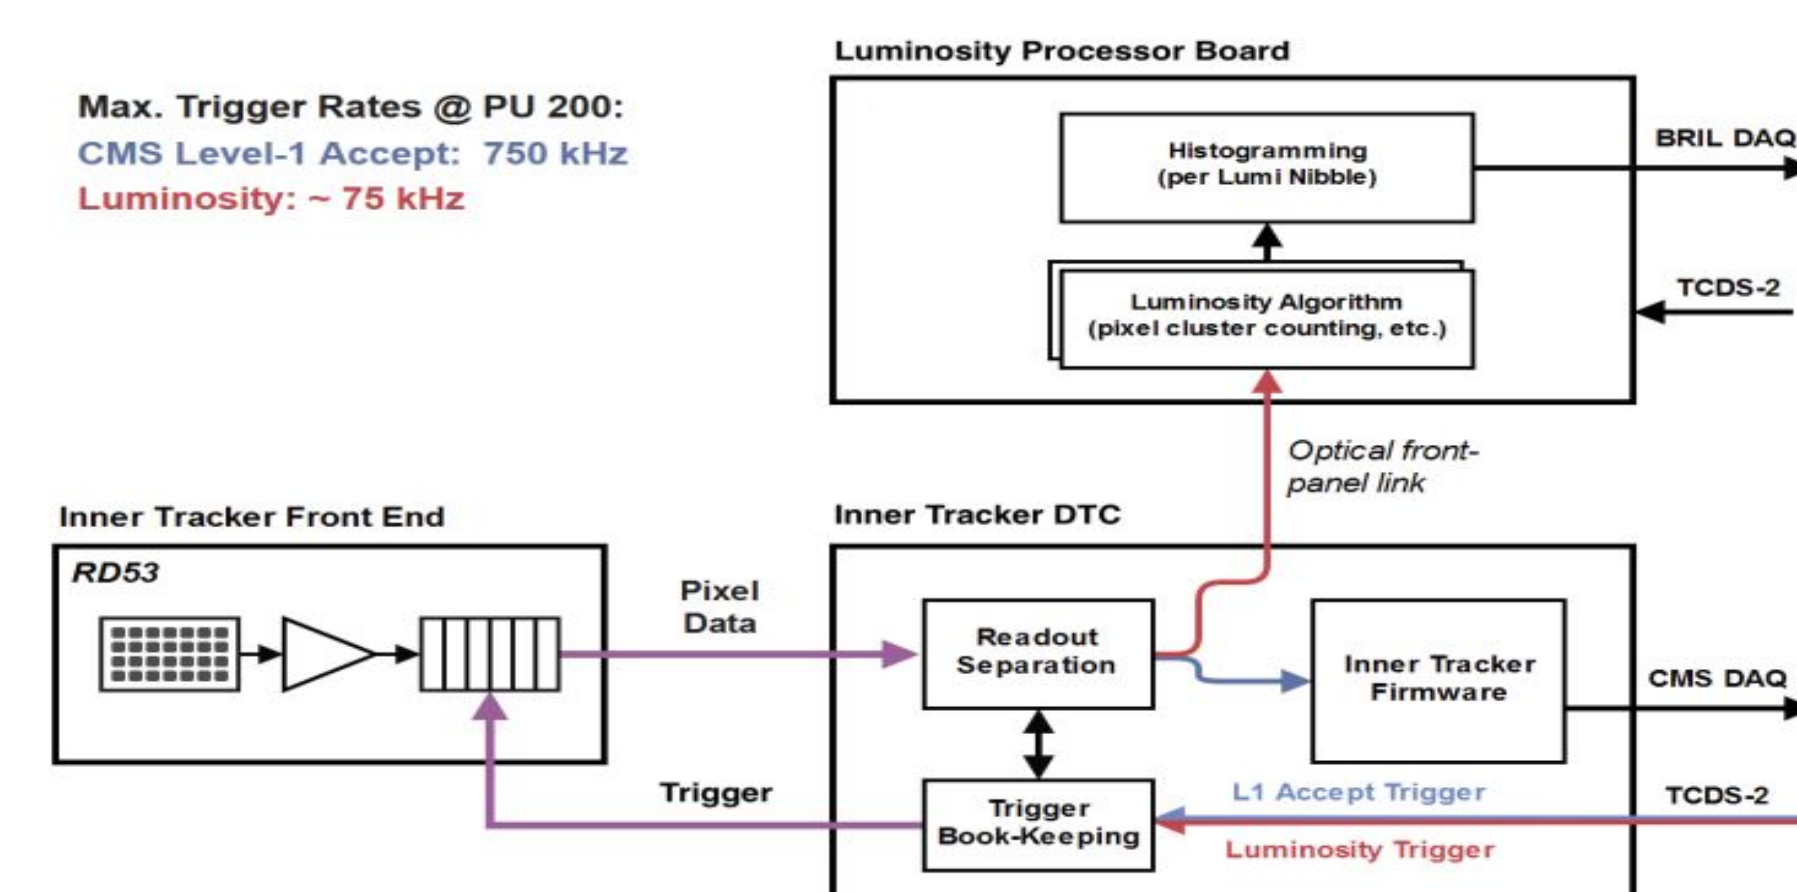 Luminosity Processor Board
Max. Trigger Rates @ PU 200:
CMS Level-1 Accept: 750 kHz
Luminosity: ~ 75 kHz
Histogramming
(per Lumi Nibble)
BRIL DAQ
Luminosity Algorithm
(pixel cluster counting, etc.)
TCDS-2
Optical front-
panel link
Inner Tracker Front End
RD53
Pixel
Data
Inner Tracker DTC
Readout
Separation
Inner Tracker
Firmware
CMS DAQ
Trigger
Trigger
Book-Keeping
L1 Accept Trigger
Luminosity Trigger
TCDS-2